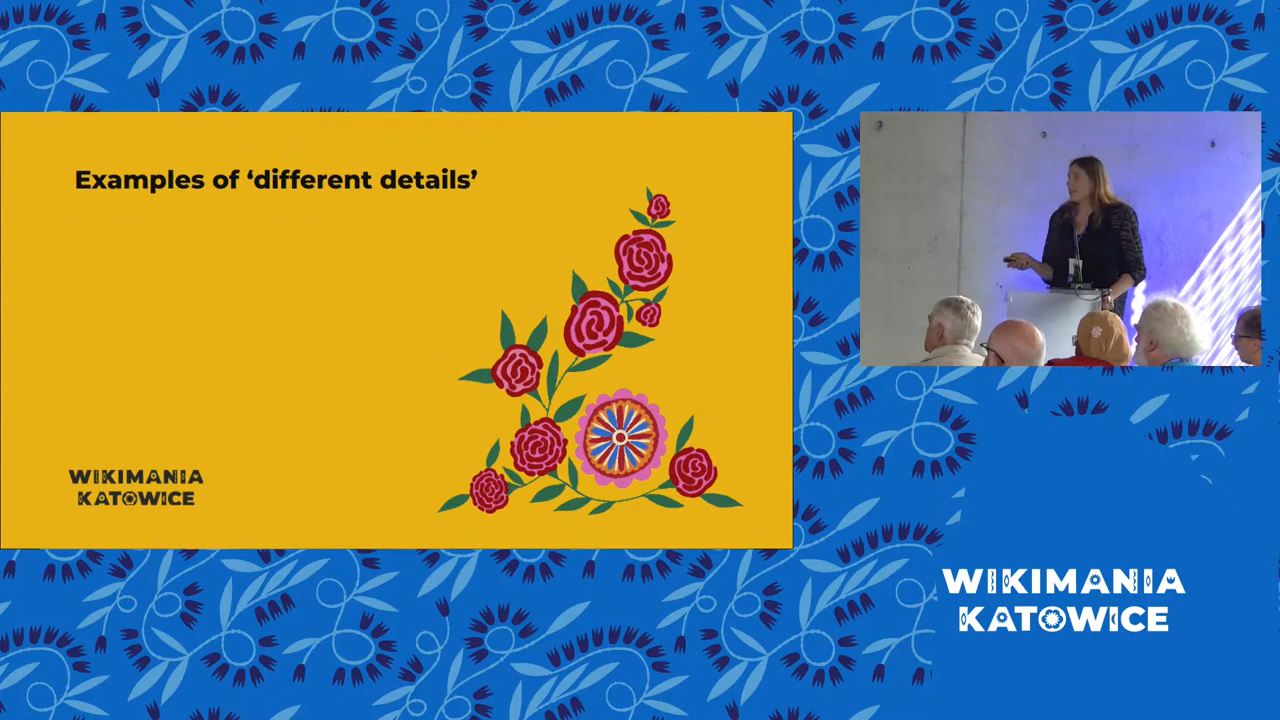 Examples of ‘different details’
WIKIMANIA
KATOWICE
WIKIMANIA
KATOWICE